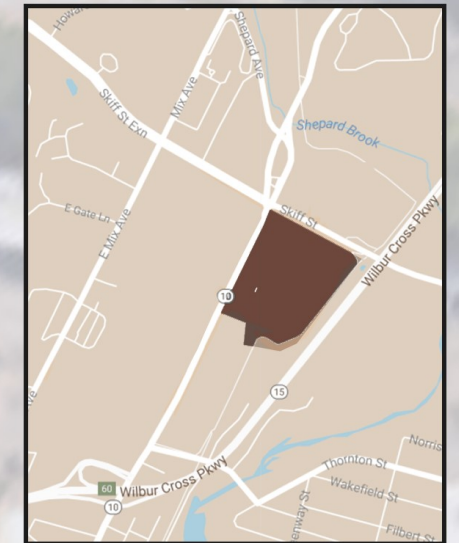 Shepard Ave
Mix Ave
Skiff St Exn
Shepard Brook
E Gate Ln
E Mix Ave
Skiff St
Wilbur Cross Pkwy
10
15
60
Wilbur Cross Pkwy
10
Thornton St
Wakefield St
Filbert St